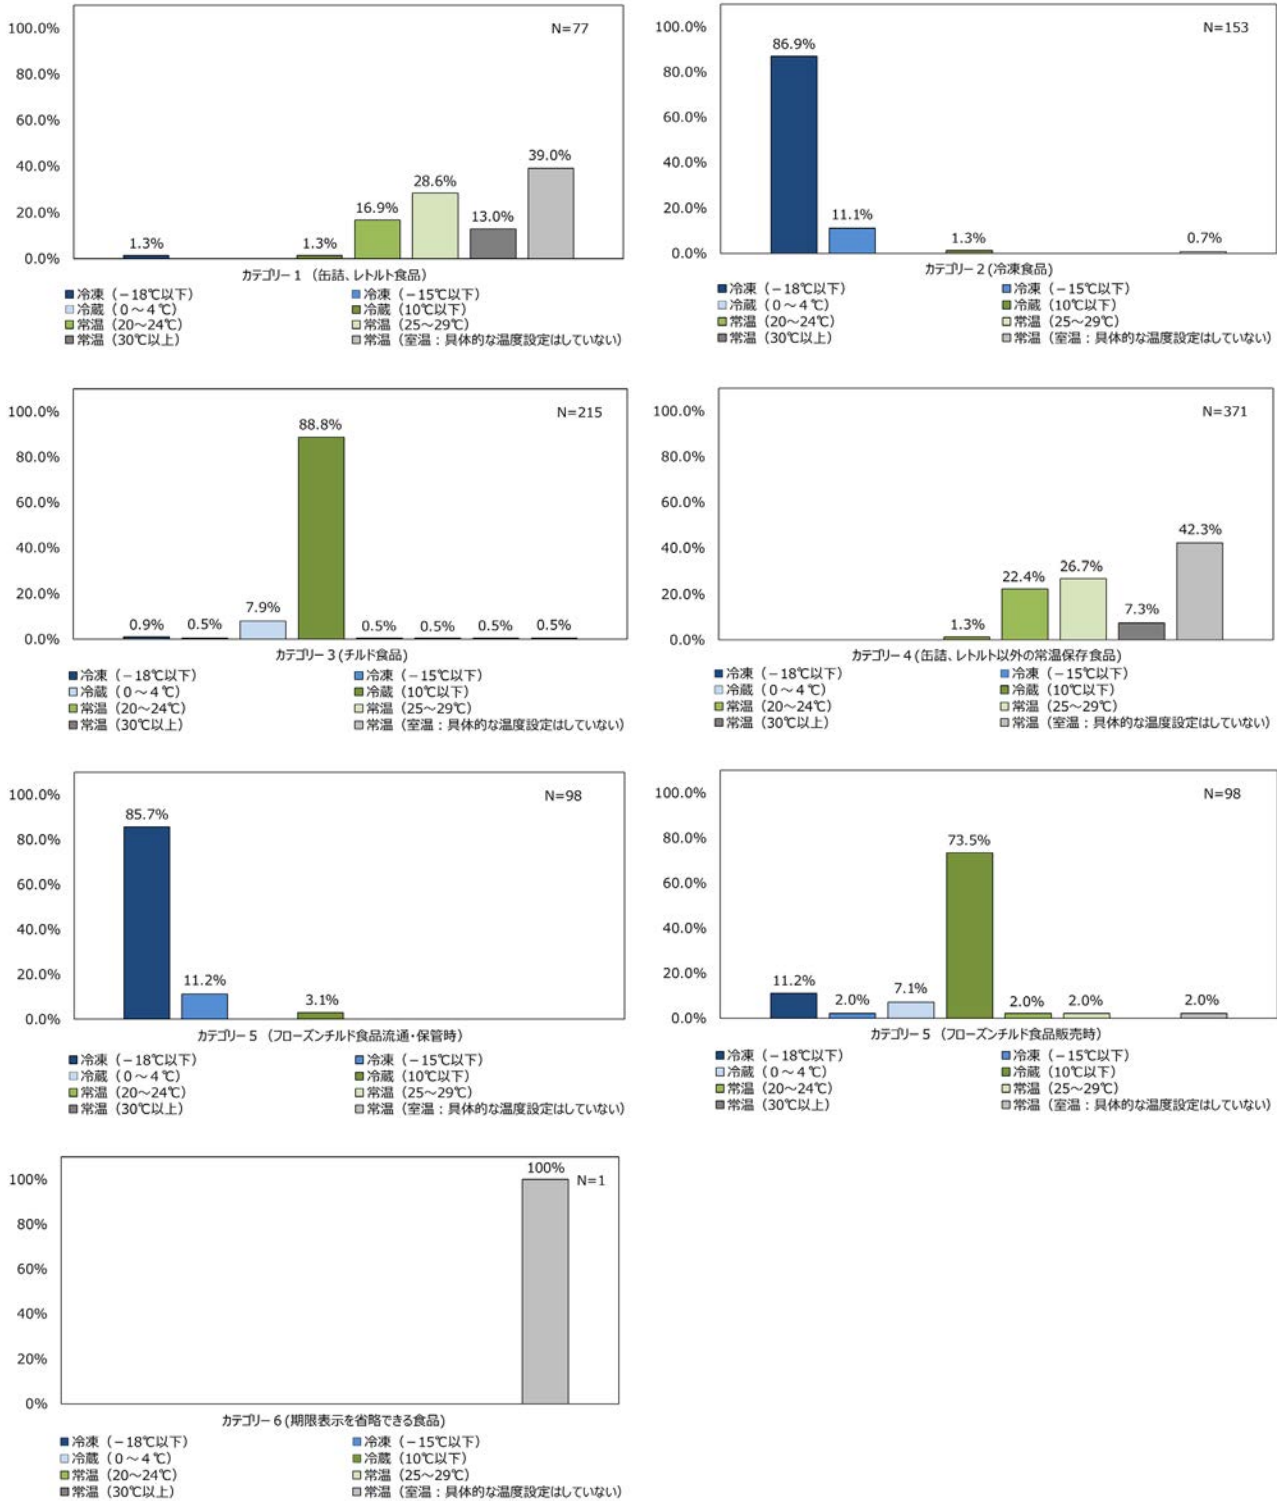 100.0%
N=77
80.0%
60.0%
40.0%
39.0%
28.6%
20.0%
16.9%
13.0%
1.3%
1.3%
0.0%
カテゴリー1 （缶詰、レトルト食品）
冷凍（－18℃以下）
冷凍（－15℃以下）
冷蔵（0～4℃）
冷蔵（10℃以下）
常温（20～24℃）
常温（25～29℃）
常温（30℃以上）
常温（室温：具体的な温度設定はしていない）
100.0%
N=153
86.9%
80.0%
60.0%
40.0%
20.0%
11.1%
1.3%
0.7%
0.0%
カテゴリー2(冷凍食品)
冷凍（－18℃以下）
冷凍（－15℃以下）
冷蔵（0～4℃）
冷蔵（10℃以下）
常温（20～24℃）
常温（25～29℃）
常温（30℃以上）
常温（室温：具体的な温度設定はしていない）
100.0%
N=215
88.8%
80.0%
60.0%
40.0%
20.0%
0.9%
0.5%
7.9%
0.5%
0.5%
0.5%
0.5%
0.0%
カテゴリー3(チルド食品)
冷凍（－18℃以下）
冷凍（－15℃以下）
冷蔵（0～4℃）
冷蔵（10℃以下）
常温（20～24℃）
常温（25～29℃）
常温（30℃以上）
常温（室温：具体的な温度設定はしていない）
100.0%
N=371
80.0%
60.0%
40.0%
42.3%
20.0%
1.3%
22.4%
26.7%
7.3%
0.0%
カテゴリー4(缶詰、レトルト以外の常温保存食品)
冷凍（－18℃以下）
冷凍（－15℃以下）
冷蔵（0～4℃）
冷蔵（10℃以下）
常温（20～24℃）
常温（25～29℃）
常温（30℃以上）
常温（室温：具体的な温度設定はしていない）
100.0%
N=98
85.7%
80.0%
60.0%
40.0%
20.0%
11.2%
3.1%
0.0%
カテゴリー5 （フローズンチルド食品流通・保管時）
冷凍（－18℃以下）
冷凍（－15℃以下）
冷蔵（0～4℃）
冷蔵（10℃以下）
常温（20～24℃）
常温（25～29℃）
常温（30℃以上）
常温（室温：具体的な温度設定はしていない）
100.0%
N=98
80.0%
73.5%
60.0%
40.0%
20.0%
11.2%
2.0%
7.1%
2.0%
2.0%
2.0%
0.0%
カテゴリー5 （フローズンチルド食品販売時）
冷凍（－18℃以下）
冷凍（－15℃以下）
冷蔵（0～4℃）
冷蔵（10℃以下）
常温（20～24℃）
常温（25～29℃）
常温（30℃以上）
常温（室温：具体的な温度設定はしていない）
100%
100%
N=1
80%
60%
40%
20%
0%
カテゴリー6(期限表示を省略できる食品)
冷凍（－18℃以下）
冷凍（－15℃以下）
冷蔵（0～4℃）
冷蔵（10℃以下）
常温（20～24℃）
常温（25～29℃）
常温（30℃以上）
常温（室温：具体的な温度設定はしていない）